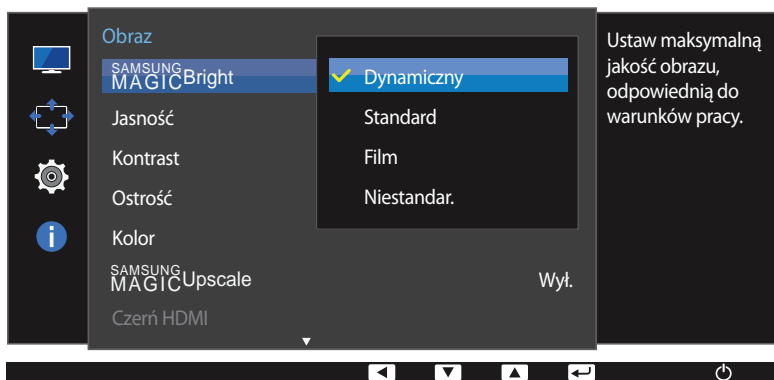 Obraz
SAMSUNG
MAGICBright
Jasność
Kontrast
Ostrość
Kolor
SAMSUNG
MAGICUpscale Wył.
Czerń HDMI
Dynamiczny
Standard
Film
Niestandar.
Ustaw maksymalną
jakość obrazu,
odpowiednią do
warunków pracy.